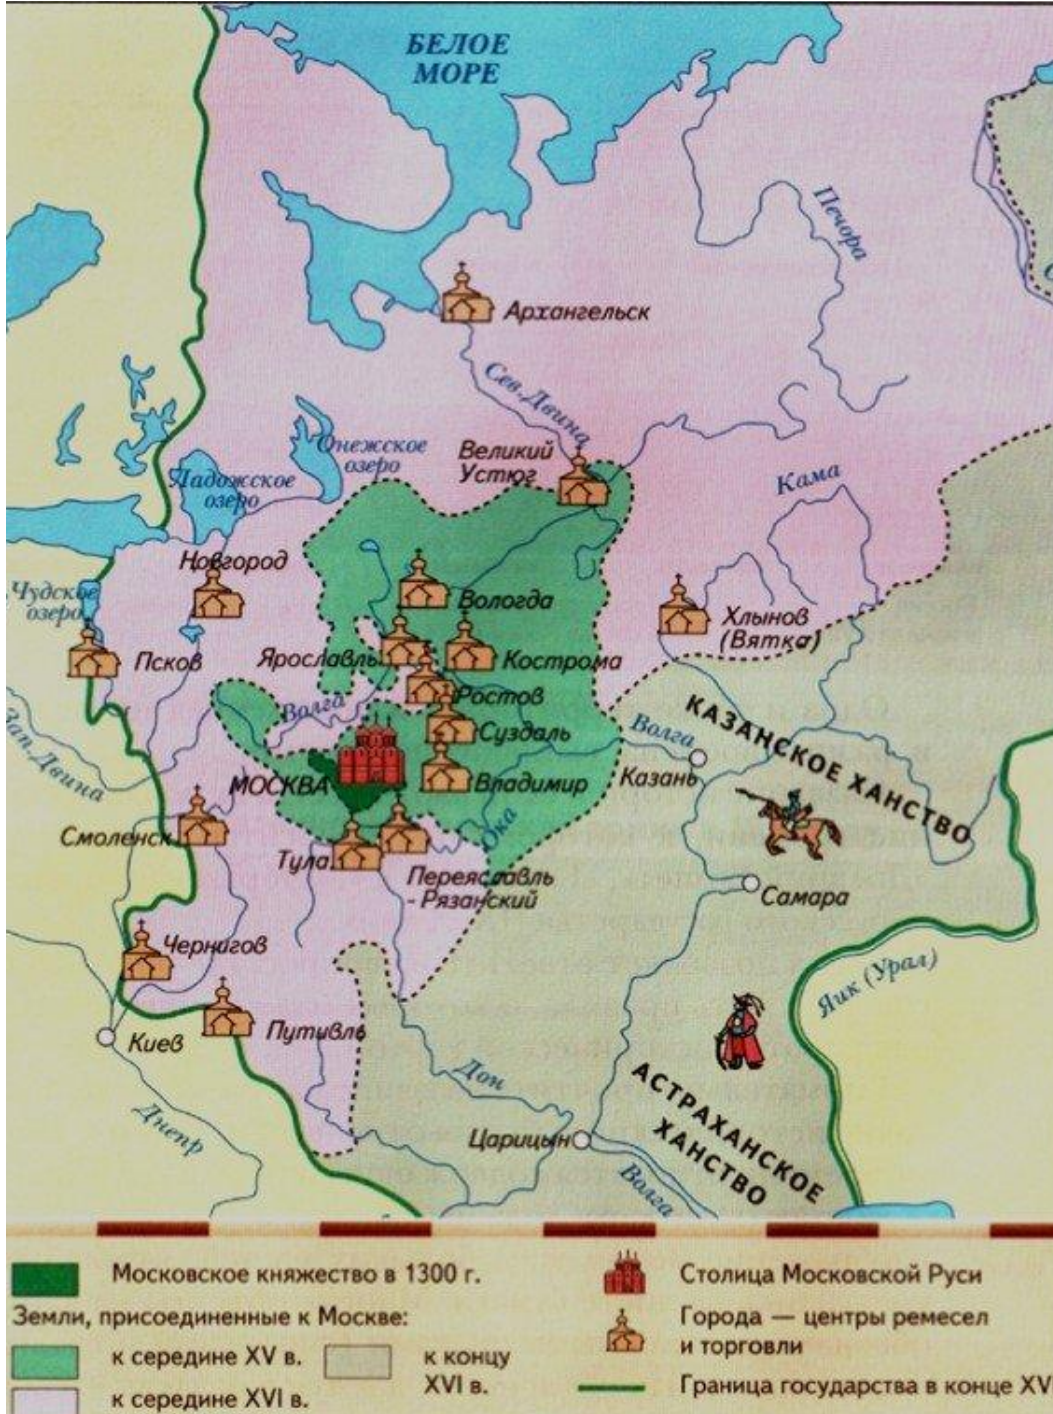 БЕЛОЕ
МОРЕ
Печора
Архангельск
Сев. Двина
Онежское
озеро
Великий
Устюг
Ладожское
озеро
Кама
Новгород
Чудское
озеро
Вологда
Хлынов
(Вятка)
Псков
Ярославль
Кострома
Ростов
Волга
Зап. Двина
Суздаль
Волга
КАЗАНСКОЕ ХАНСТВО
МОСКВА
Владимир
Казань
Смоленск
Ока
Тула
Переяславль
- Рязанский
Самара
Чернигов
Яик (Урал)
Путивль
Киев
Дон
Днепр
АСТРАХАНСКОЕ
ХАНСТВО
Царицын
Волга
Московское княжество в 1300 г.
Земли, присоединенные к Москве:
к середине XV в.
к концу
XVI в.
к середине XVI в.
Столица Московской Руси
Города — центры ремесел
и торговли
Граница государства в конце XV